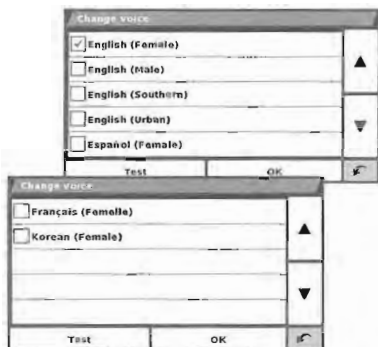 Change voice
English (Female)
English (Male)
English (Southern)
English (Urban)
Español (Female)
Test OK
Change voice
Français (Femelle)
Korean (Female)
Test OK